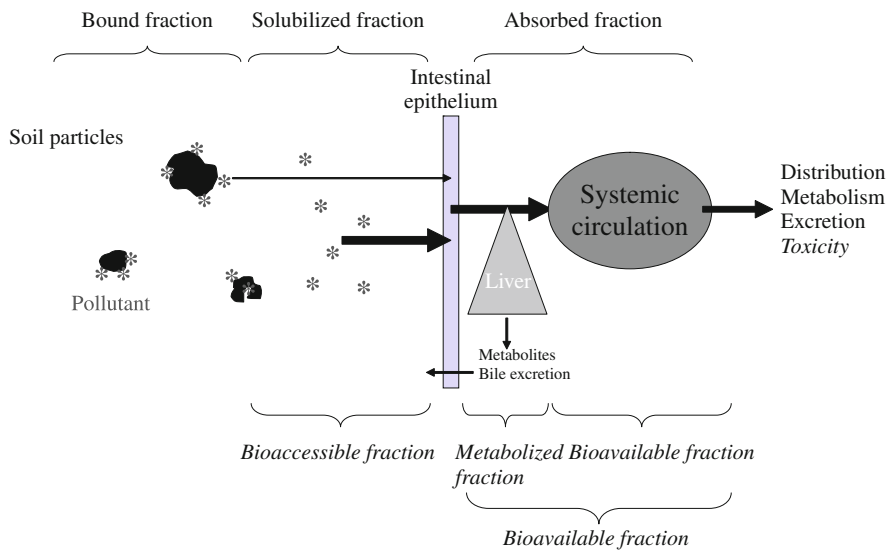 Bound fraction
Solubilized fraction
Absorbed fraction
Intestinal
epithelium
Soil particles
Pollutant
Liver
Systemic
circulation
Distribution
Metabolism
Excretion
Toxicity
Metabolites
Bile excretion
Bioaccessible fraction
Metabolized
fraction
Bioavailable fraction
Bioavailable fraction